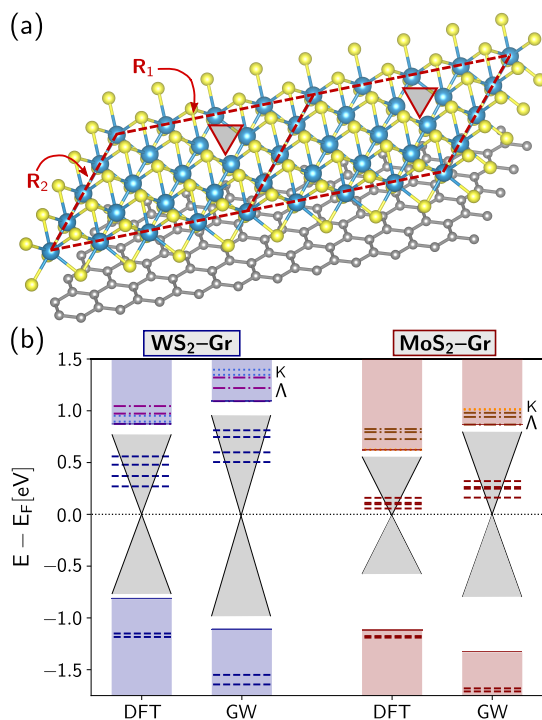 (a)
R₁
R₂
(b)
WS₂–Gr
MoS₂–Gr
E − E_F [eV]
1.5
1.0
0.5
0.0
−0.5
−1.0
−1.5
K
Λ
K
Λ
DFT
GW
DFT
GW